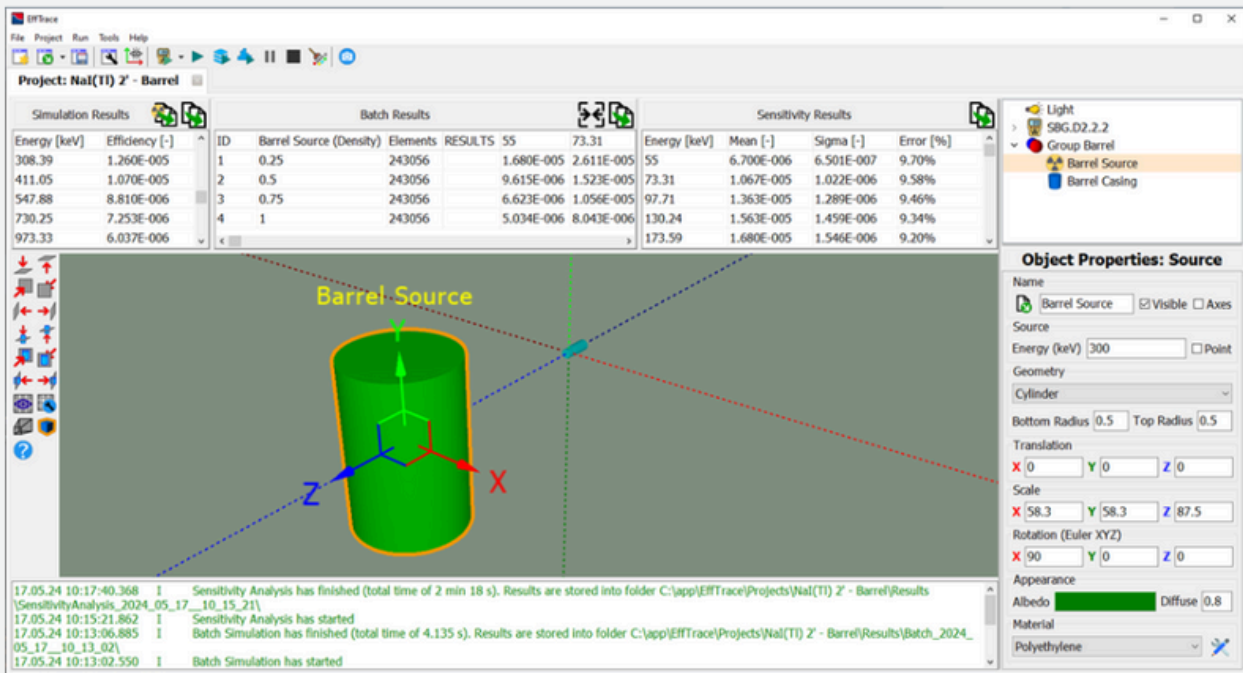 EffTrace
File Project Run Tools Help
Project: NaI(Tl) 2' - Barrel
Simulation Results
Energy [keV] Efficiency [-]
308.39 1.260E-005
411.05 1.070E-005
547.88 8.810E-006
730.25 7.253E-006
973.33 6.037E-006
Batch Results
ID Barrel Source (Density) Elements RESULTS 55 73.31
1 0.25 243056 1.680E-005 2.611E-005
2 0.5 243056 9.615E-006 1.523E-005
3 0.75 243056 6.623E-006 1.056E-005
4 1 243056 5.034E-006 8.043E-006
Sensitivity Results
Energy [keV] Mean [-] Sigma [-] Error [%]
55 6.700E-006 6.501E-007 9.70%
73.31 1.067E-005 1.022E-006 9.58%
97.71 1.363E-005 1.289E-006 9.46%
130.24 1.563E-005 1.459E-006 9.34%
173.59 1.680E-005 1.546E-006 9.20%
Light
SBG.D2.2.2
Group Barrel
Barrel Source
Barrel Casing
Barrel Source
Y
Z
X
Object Properties: Source
Name
Barrel Source Visible Axes
Source
Energy (keV) 300 Point
Geometry
Cylinder
Bottom Radius 0.5 Top Radius 0.5
Translation
X 0 Y 0 Z 0
Scale
X 58.3 Y 58.3 Z 87.5
Rotation (Euler XYZ)
X 90 Y 0 Z 0
Appearance
Albedo Diffuse 0.8
Material
Polyethylene
17.05.24 10:17:40.368 I Sensitivity Analysis has finished (total time of 2 min 18 s). Results are stored into folder C:\app\EffTrace\Projects\NaI(Tl) 2' - Barrel\Results
\SensitivityAnalysis_2024_05_17__10_15_21\
17.05.24 10:15:21.862 I Sensitivity Analysis has started
17.05.24 10:13:06.885 I Batch Simulation has finished (total time of 4.135 s). Results are stored into folder C:\app\EffTrace\Projects\NaI(Tl) 2' - Barrel\Results\Batch_2024_
05_17__10_13_02\
17.05.24 10:13:02.550 I Batch Simulation has started